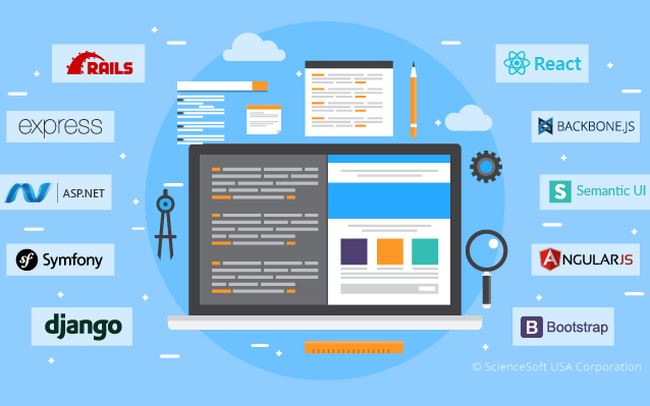 RAILS
express
ASP.NET
Symfony
django
React
BACKBONE.JS
Semantic UI
ANGULARJS
Bootstrap
© ScienceSoft USA Corporation